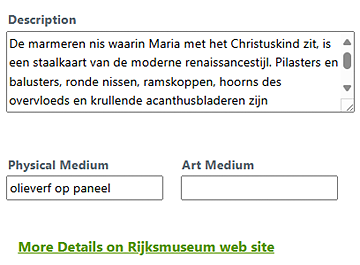 Description
De marmeren nis waarin Maria met het Christuskind zit, is
een staalkaart van de moderne renaissancestijl. Pilasters en
balusters, ronde nissen, ramskoppen, hoorns des
overvloeds en krullende acanthusbladeren zijn
Physical Medium
Art Medium
olieverf op paneel
More Details on Rijksmuseum web site